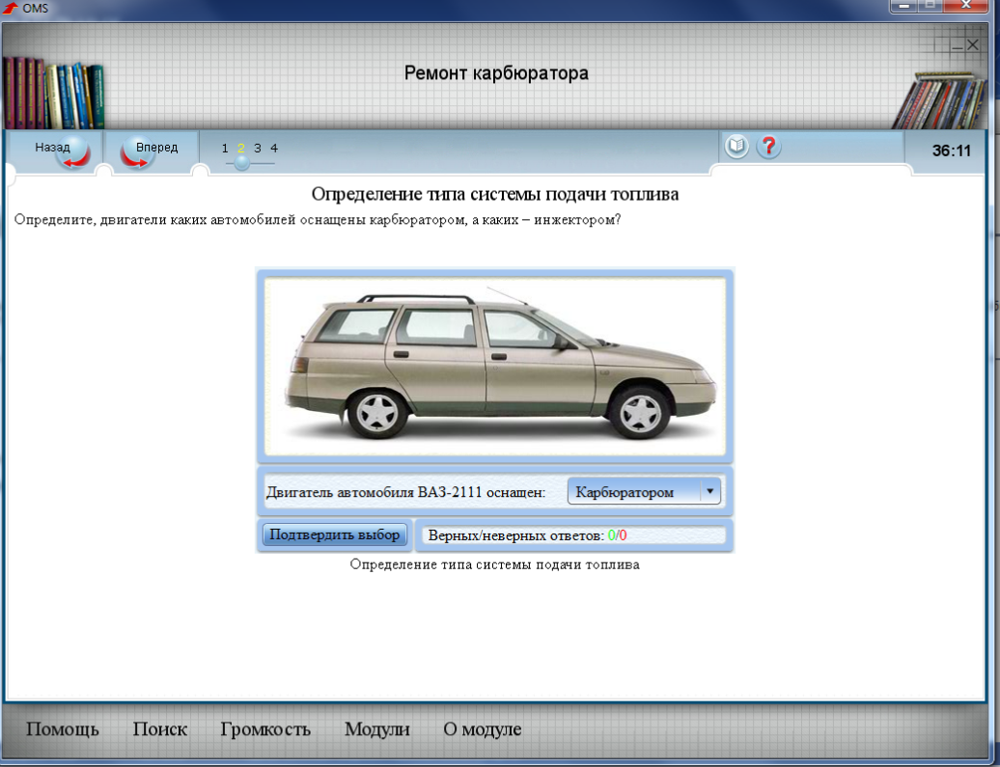 OMS
Ремонт карбюратора
Назад
Вперед
1 2 3 4
?
36:11
Определение типа системы подачи топлива
Определите, двигатели каких автомобилей оснащены карбюратором, а каких – инжектором?
Двигатель автомобиля ВАЗ-2111 оснащен:
Карбюратором
Подтвердить выбор
Верных/неверных ответов: 0/0
Определение типа системы подачи топлива
Помощь
Поиск
Громкость
Модули
О модуле